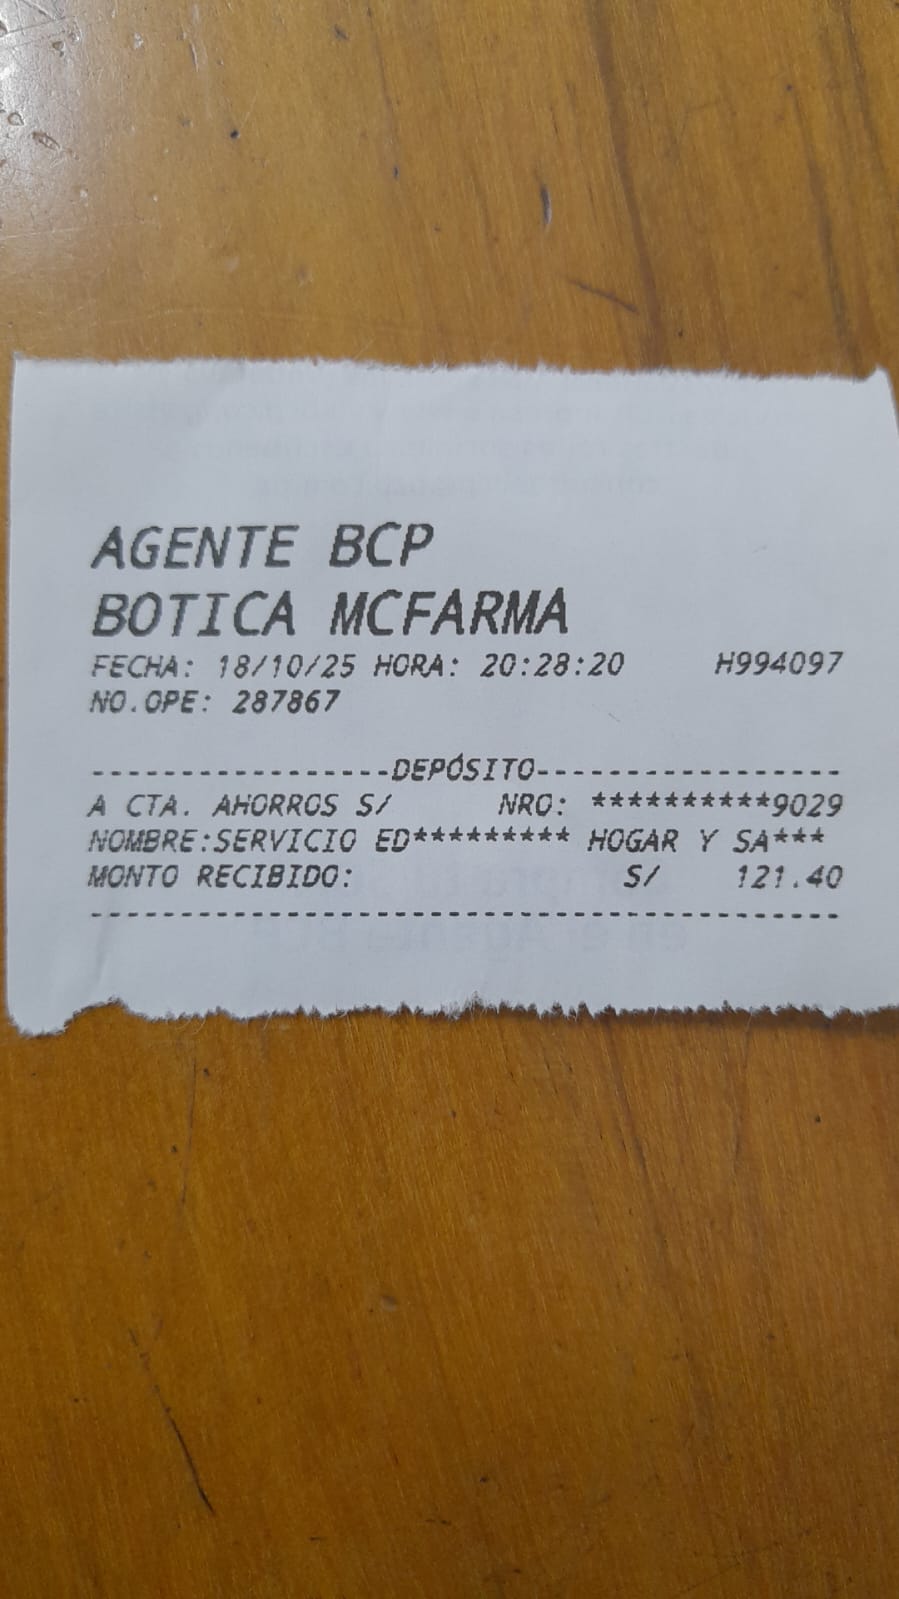 AGENTE BCP
BOTICA MCFARMA
FECHA: 18/10/25 HORA: 20:28:20 H994097
NO.OPE: 287867
-----------------DEPÓSITO-----------------
A CTA. AHORROS S/ NRO: **********9029
NOMBRE:SERVICIO ED********* HOGAR Y SA***
MONTO RECIBIDO: S/ 121.40
------------------------------------------